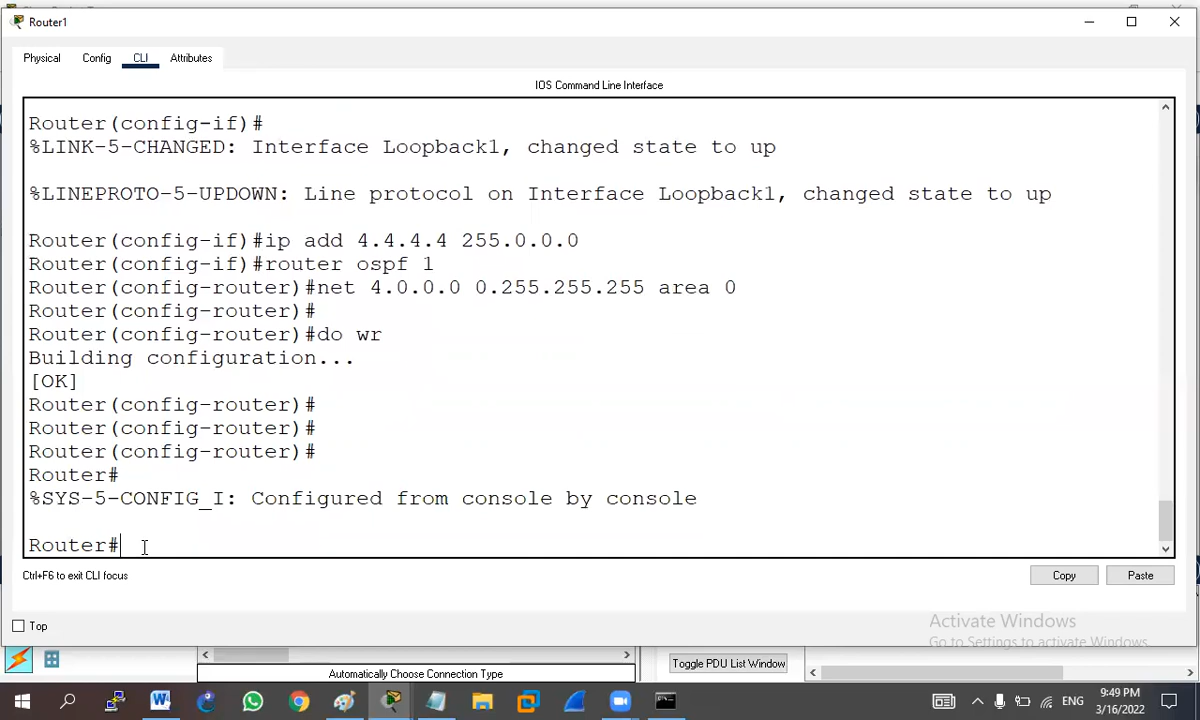 Router1
Physical Config CLI Attributes
IOS Command Line Interface
Router(config-if)#
%LINK-5-CHANGED: Interface Loopback1, changed state to up
%LINEPROTO-5-UPDOWN: Line protocol on Interface Loopback1, changed state to up
Router(config-if)#ip add 4.4.4.4 255.0.0.0
Router(config-if)#router ospf 1
Router(config-router)#net 4.0.0.0 0.255.255.255 area 0
Router(config-router)#
Router(config-router)#do wr
Building configuration...
[OK]
Router(config-router)#
Router(config-router)#
Router(config-router)#
Router#
%SYS-5-CONFIG_I: Configured from console by console
Router#
Ctrl+F6 to exit CLI focus
Copy Paste
Top
Activate Windows
Go to Settings to activate Windows.
Automatically Choose Connection Type
Toggle PDU List Window
ENG
9:49 PM
3/16/2022